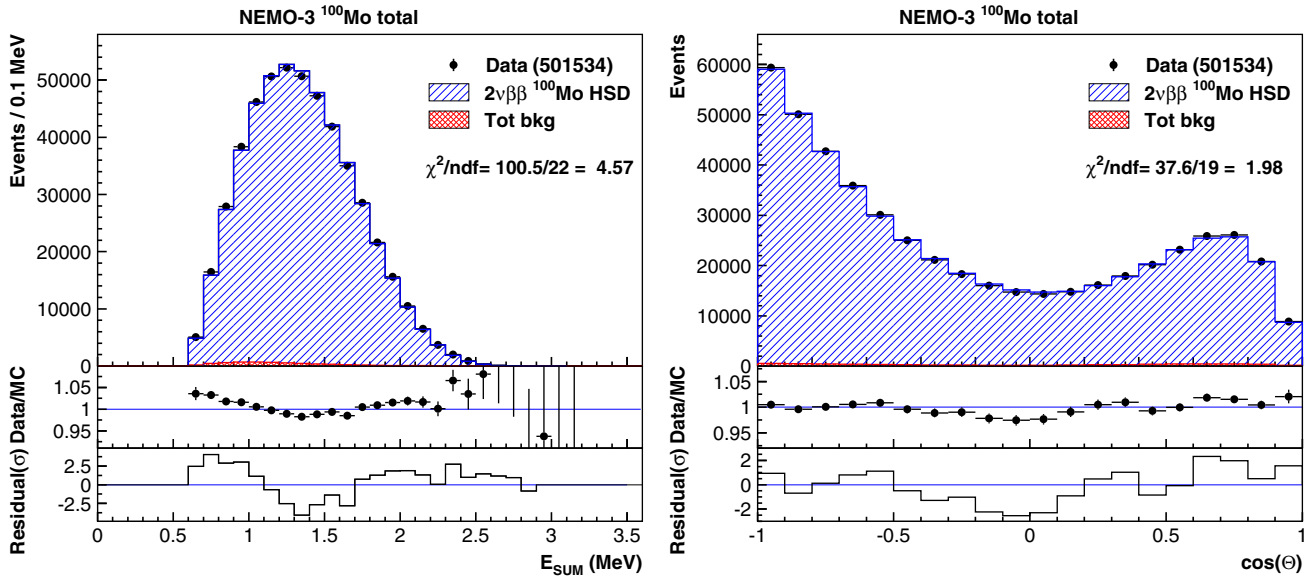 NEMO-3 ¹⁰⁰Mo total
Events / 0.1 MeV
50000
40000
30000
20000
10000
0
Data (501534)
2νββ ¹⁰⁰Mo HSD
Tot bkg
χ²/ndf= 100.5/22 = 4.57
Data/MC
1.05
1
0.95
Residual(σ)
2.5
0
-2.5
0 0.5 1 1.5 2 2.5 3 3.5
E_SUM (MeV)
NEMO-3 ¹⁰⁰Mo total
Events
60000
50000
40000
30000
20000
10000
0
Data (501534)
2νββ ¹⁰⁰Mo HSD
Tot bkg
χ²/ndf= 37.6/19 = 1.98
Data/MC
1.05
1
0.95
Residual(σ)
2
0
-2
-1 -0.5 0 0.5 1
cos(Θ)